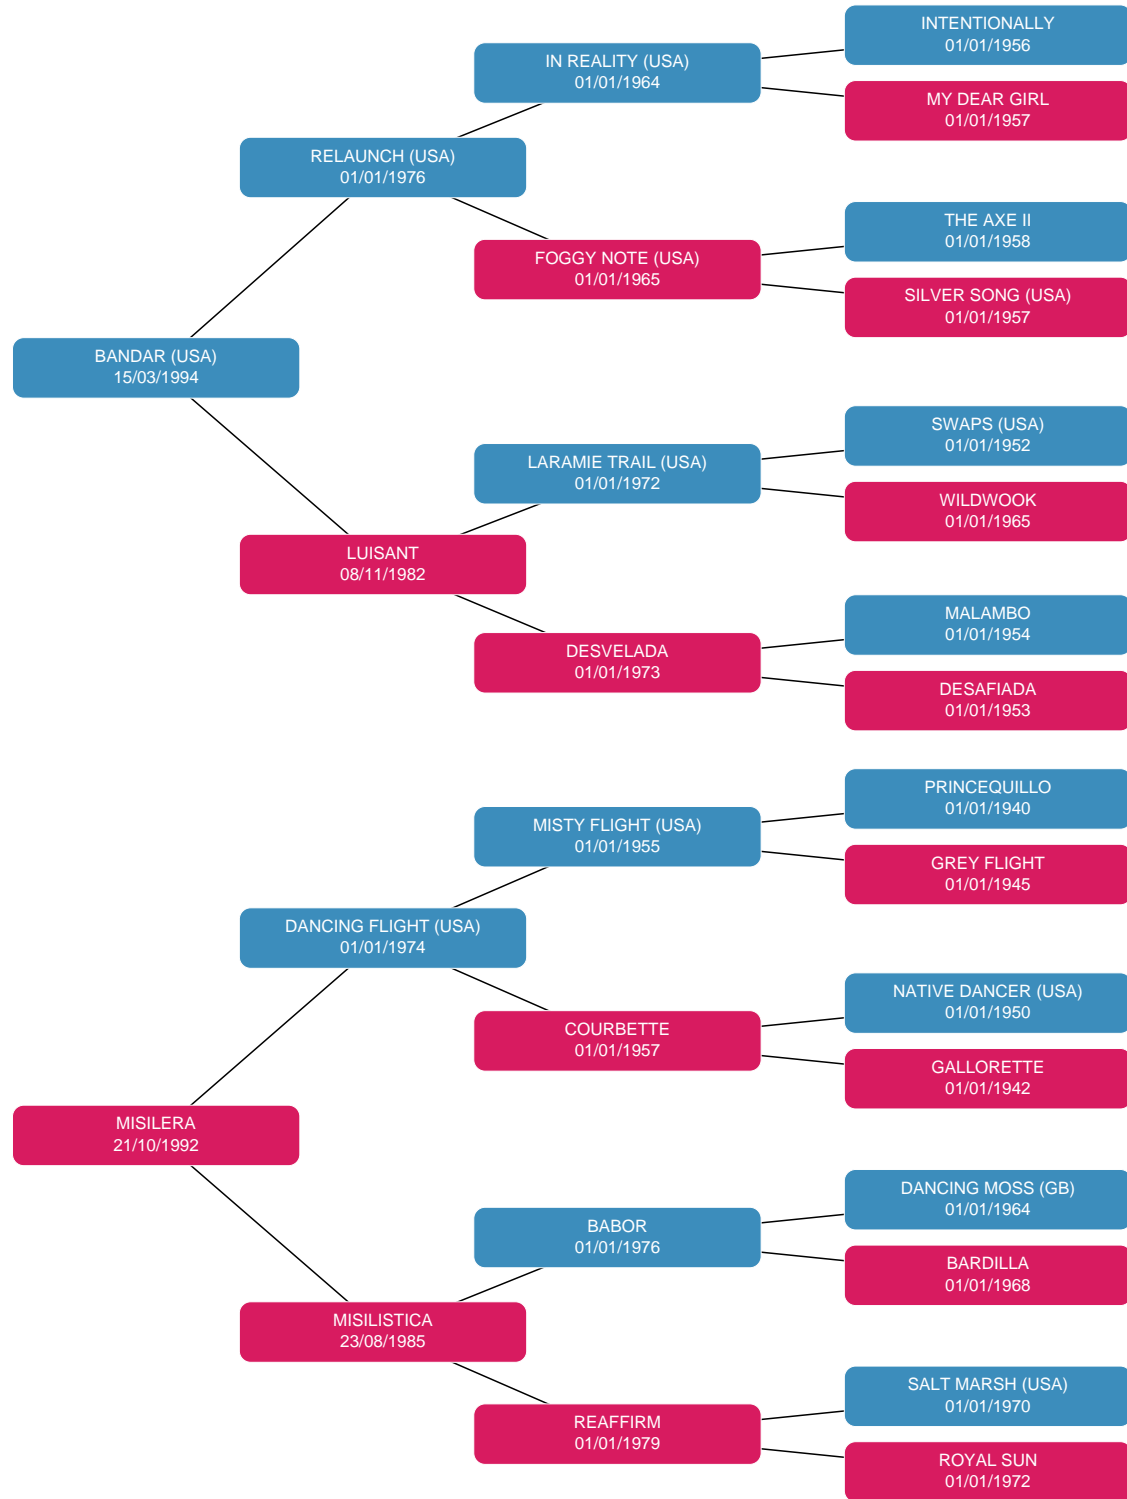 INTENTIONALLY
01/01/1956
IN REALITY (USA)
01/01/1964
MY DEAR GIRL
01/01/1957
RELAUNCH (USA)
01/01/1976
THE AXE II
01/01/1958
FOGGY NOTE (USA)
01/01/1965
SILVER SONG (USA)
01/01/1957
BANDAR (USA)
15/03/1994
SWAPS (USA)
01/01/1952
LARAMIE TRAIL (USA)
01/01/1972
WILDWOOK
01/01/1965
LUISANT
08/11/1982
MALAMBO
01/01/1954
DESVELADA
01/01/1973
DESAFIADA
01/01/1953
PRINCEQUILLO
01/01/1940
MISTY FLIGHT (USA)
01/01/1955
GREY FLIGHT
01/01/1945
DANCING FLIGHT (USA)
01/01/1974
NATIVE DANCER (USA)
01/01/1950
COURBETTE
01/01/1957
GALLORETTE
01/01/1942
MISILERA
21/10/1992
DANCING MOSS (GB)
01/01/1964
BABOR
01/01/1976
BARDILLA
01/01/1968
MISILISTICA
23/08/1985
SALT MARSH (USA)
01/01/1970
REAFFIRM
01/01/1979
ROYAL SUN
01/01/1972